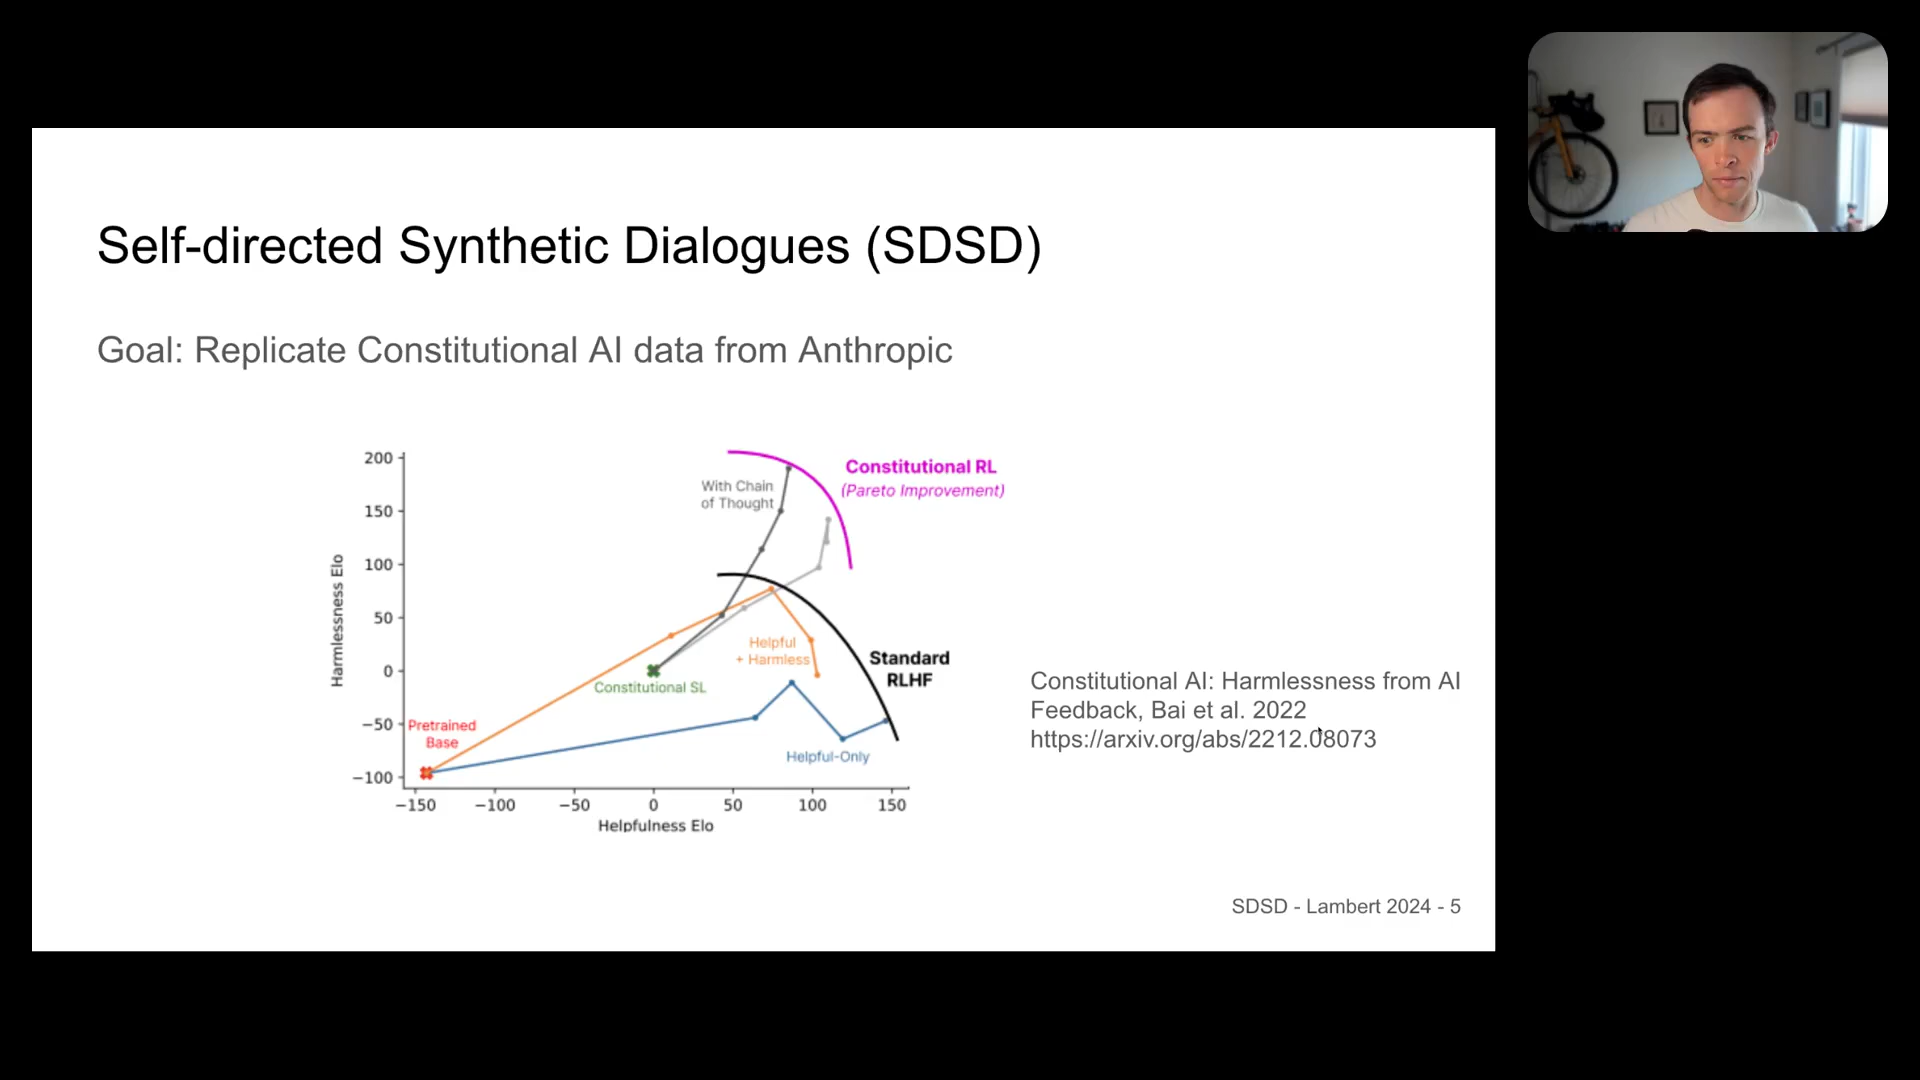 Self-directed Synthetic Dialogues (SDSD)
Goal: Replicate Constitutional AI data from Anthropic
200
150
100
50
0
−50
−100
Harmlessness Elo
−150
−100
−50
0
50
100
150
Helpfulness Elo
With Chain
of Thought
Constitutional RL
(Pareto Improvement)
Helpful
+ Harmless
Standard
RLHF
Constitutional SL
Pretrained
Base
Helpful-Only
Constitutional AI: Harmlessness from AI
Feedback, Bai et al. 2022
https://arxiv.org/abs/2212.08073
SDSD - Lambert 2024 - 5